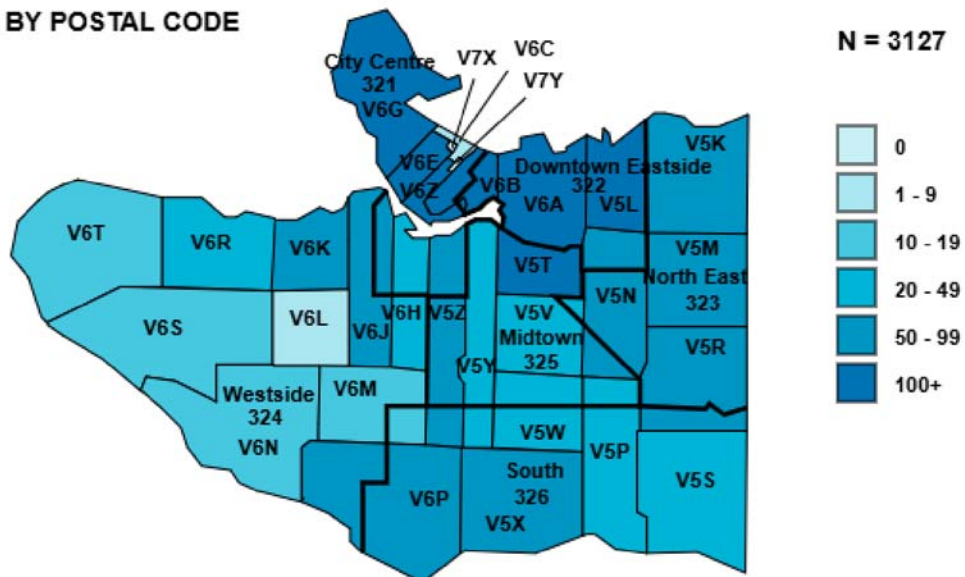 BY POSTAL CODE
N = 3127
V7X
V6C
V7Y
City Centre
321
V6G
V6E
V6Z
V6B
Downtown Eastside
322
V6A
V5L
V5K
0
1 - 9
10 - 19
20 - 49
50 - 99
100+
V6T
V6R
V6K
V5T
V5M
North East
323
V5N
V6S
V6L
V6J
V6H
V5Z
V5Y
V5V
Midtown
325
V5R
Westside
324
V6M
V6N
V5W
V5P
V5S
South
326
V6P
V5X